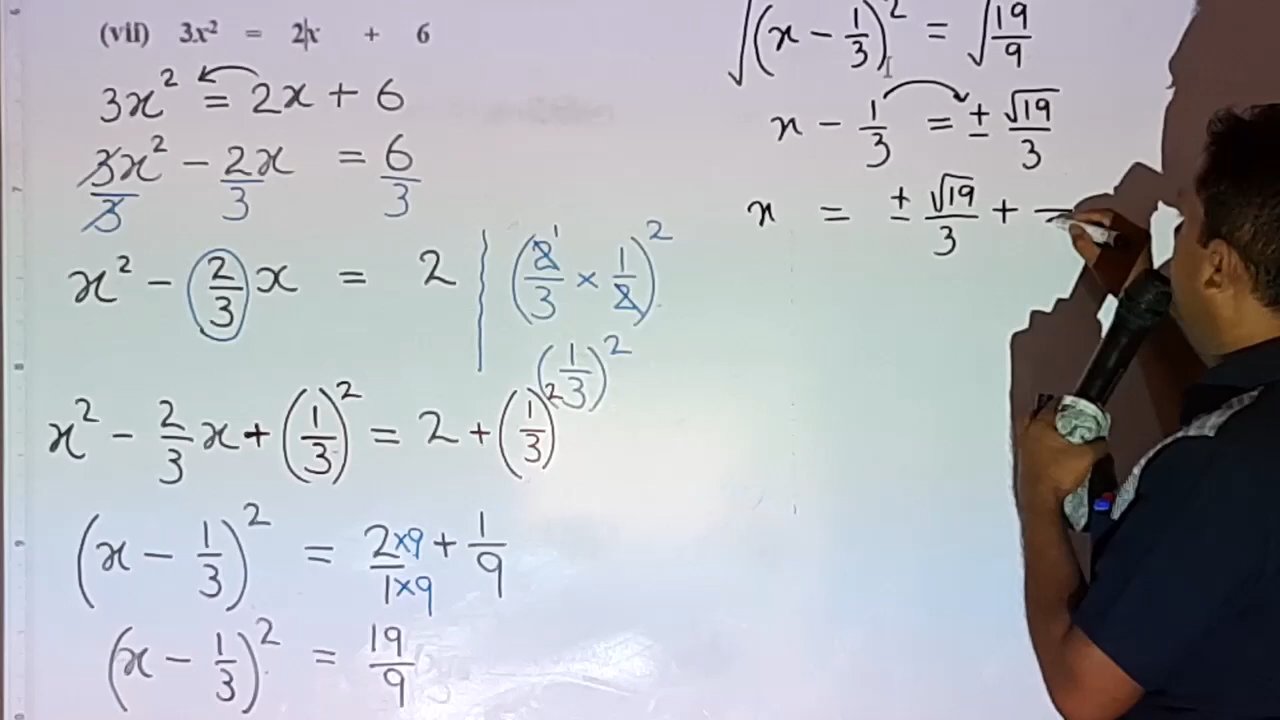 (vii) 3x² = 2x + 6
3x² = 2x + 6
3x²/3 - 2x/3 = 6/3
x² - (2/3)x = 2 | (2/3 × 1/2)²
1
(1/3)²
x² - 2/3 x + (1/3)² = 2 + (1/3)²
(x - 1/3)² = 2×9/1×9 + 1/9
(x - 1/3)² = 19/9
√(x - 1/3)² = √19/9
x - 1/3 = ± √19/3
x = ± √19/3 +